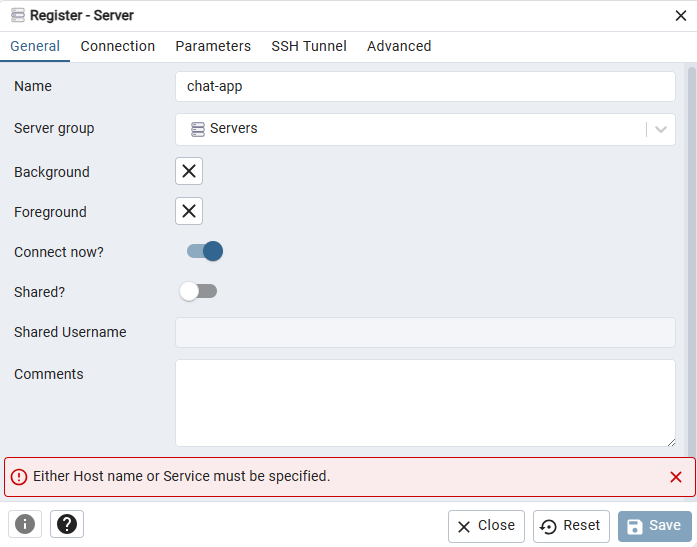 Register - Server
General Connection Parameters SSH Tunnel Advanced
Name chat-app
Server group Servers
Background
Foreground
Connect now?
Shared?
Shared Username
Comments
Either Host name or Service must be specified.
Close Reset Save